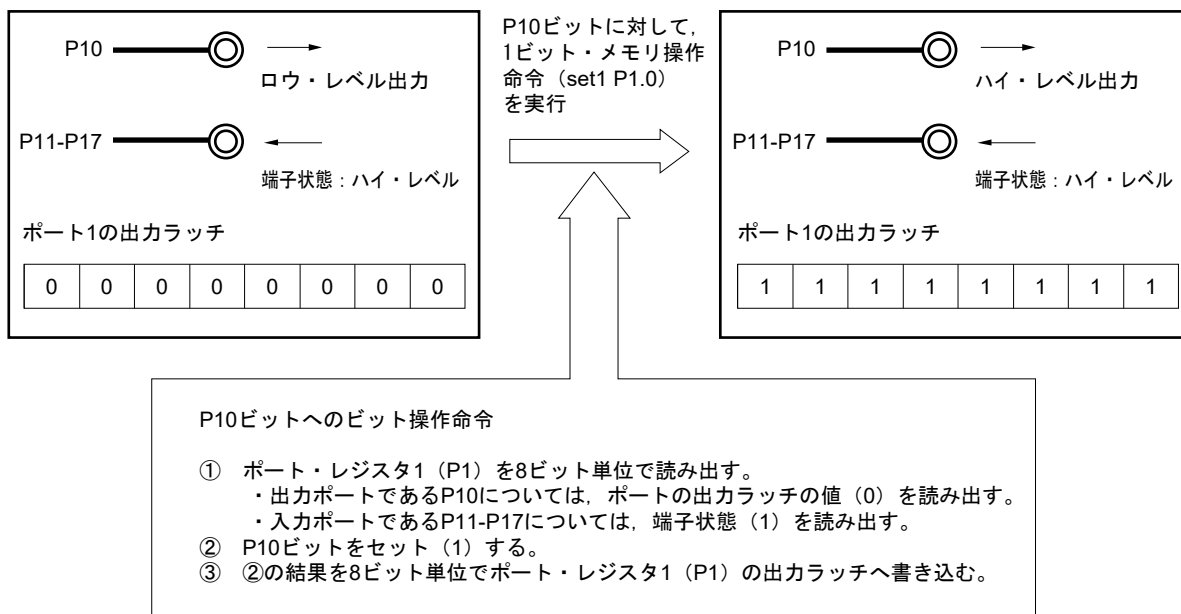 P10
ロウ・レベル出力
P11-P17
端子状態:ハイ・レベル
ポート1の出力ラッチ
0 0 0 0 0 0 0 0
P10ビットに対して,
1ビット・メモリ操作
命令(set1 P1.0)
を実行
P10
ハイ・レベル出力
P11-P17
端子状態:ハイ・レベル
ポート1の出力ラッチ
1 1 1 1 1 1 1 1
P10ビットへのビット操作命令
① ポート・レジスタ1(P1)を8ビット単位で読み出す。
・出力ポートであるP10については,ポートの出力ラッチの値(0)を読み出す。
・入力ポートであるP11-P17については,端子状態(1)を読み出す。
② P10ビットをセット(1)する。
③ ②の結果を8ビット単位でポート・レジスタ1(P1)の出力ラッチへ書き込む。